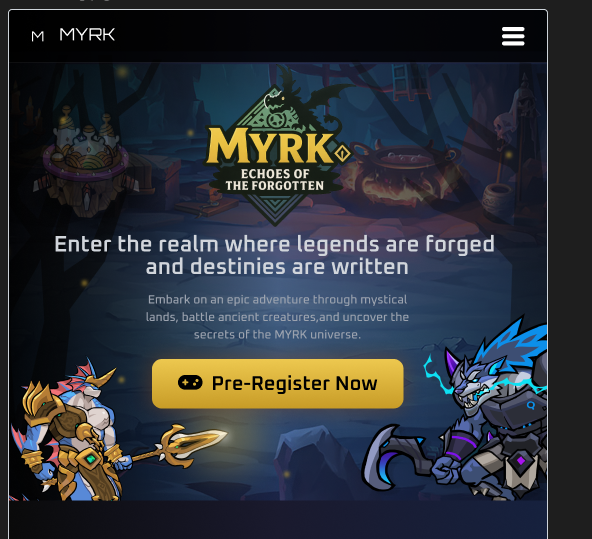 M MYRK
MYRK
ECHOES OF
THE FORGOTTEN
Enter the realm where legends are forged
and destinies are written
Embark on an epic adventure through mystical
lands, battle ancient creatures,and uncover the
secrets of the MYRK universe.
Pre-Register Now